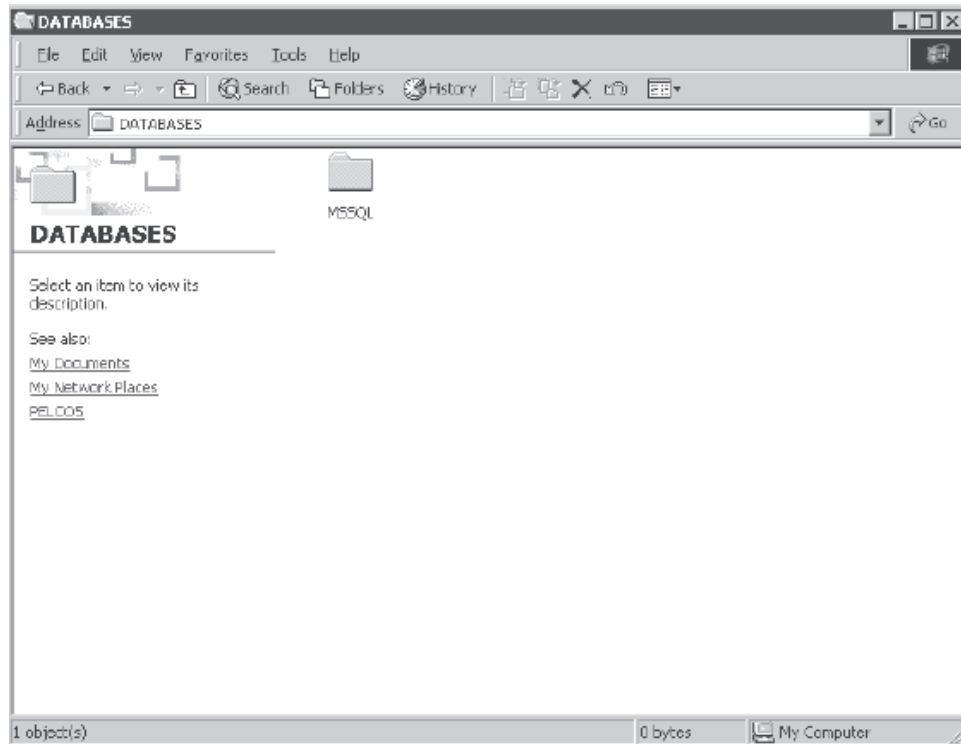 DATABASES
File Edit View Favorites Tools Help
Back Search Folders History
Address DATABASES Go
MSSQL
DATABASES
Select an item to view its
description.
See also:
My Documents
My Network Places
PELCO5
1 object(s) 0 bytes My Computer